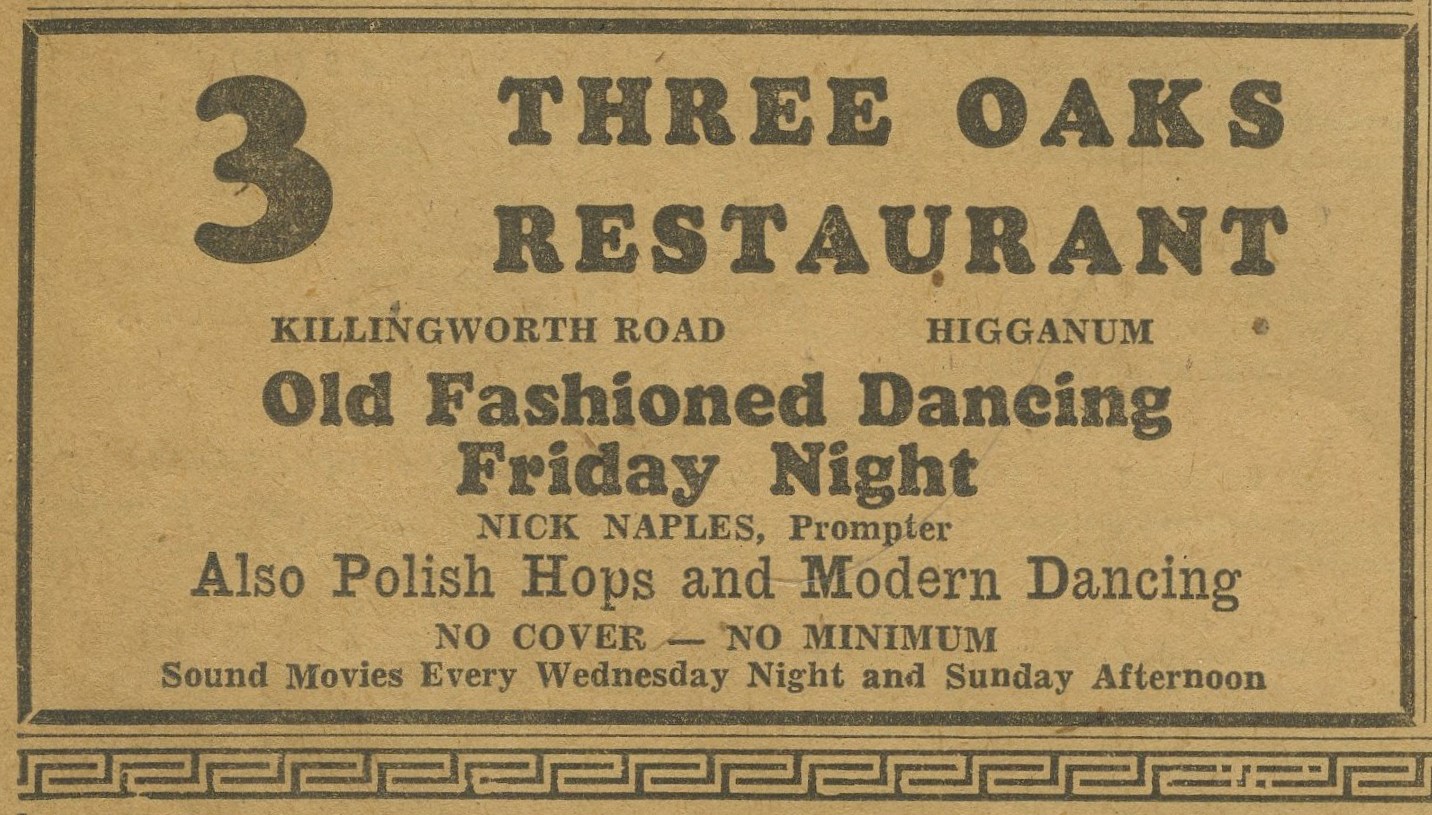 3 THREE OAKS
RESTAURANT
KILLINGWORTH ROAD HIGGANUM
Old Fashioned Dancing
Friday Night
NICK NAPLES, Prompter
Also Polish Hops and Modern Dancing
NO COVER — NO MINIMUM
Sound Movies Every Wednesday Night and Sunday Afternoon